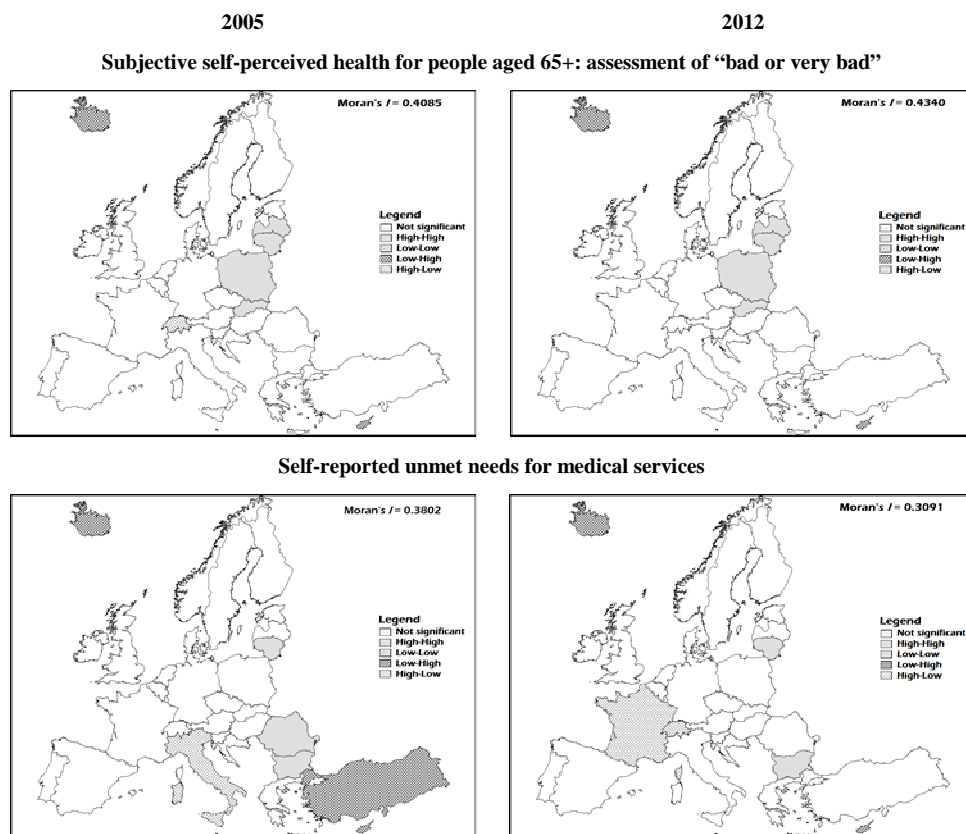 2005
2012
Subjective self-perceived health for people aged 65+: assessment of “bad or very bad”
Moran's I = 0.4085
Legend
Not significant
High-High
Low-Low
Low-High
High-Low
Moran's I = 0.4340
Legend
Not significant
High-High
Low-Low
Low-High
High-Low
Self-reported unmet needs for medical services
Moran's I = 0.3802
Legend
Not significant
High-High
Low-Low
Low-High
High-Low
Moran's I = 0.3091
Legend
Not significant
High-High
Low-Low
Low-High
High-Low